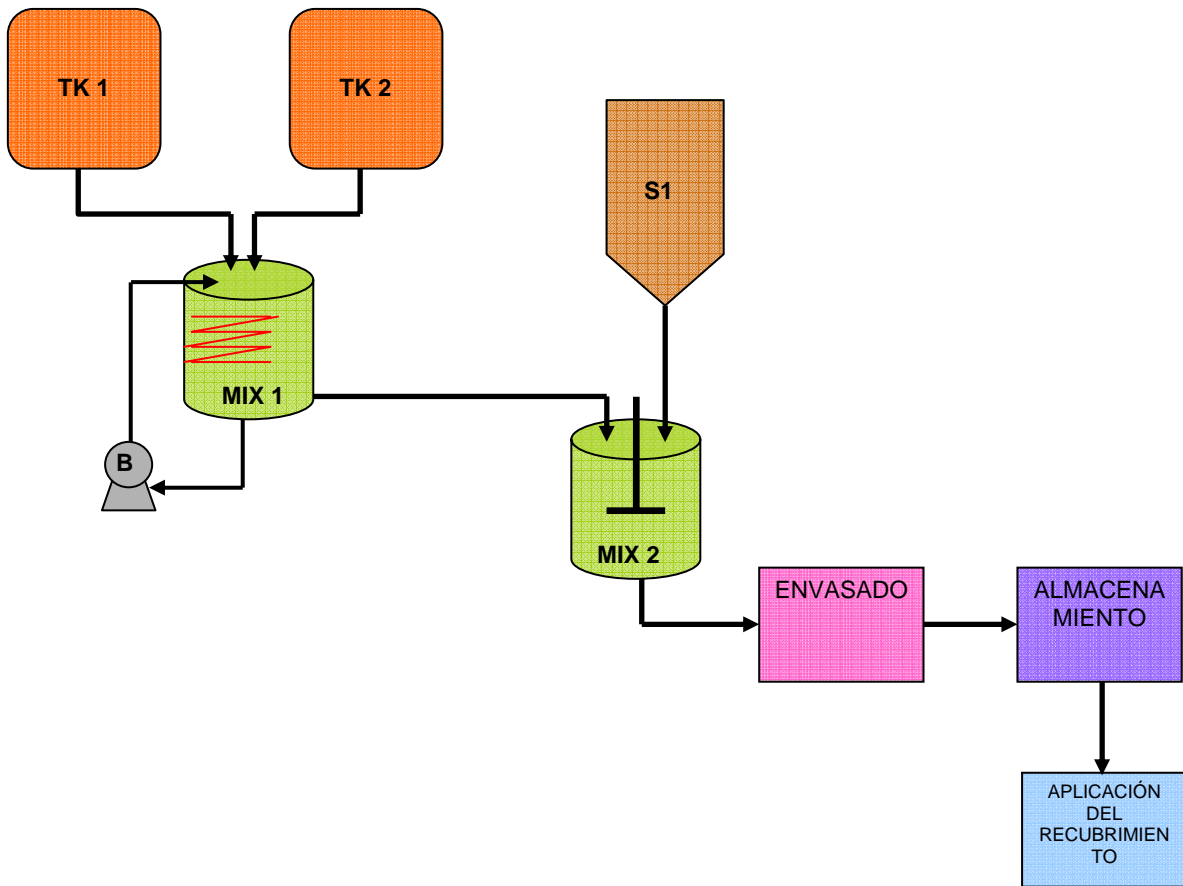 TK 1
TK 2
S1
MIX 1
B
MIX 2
ENVASADO
ALMACENA
MIENTO
APLICACIÓN
DEL
RECUBRIMIEN
TO